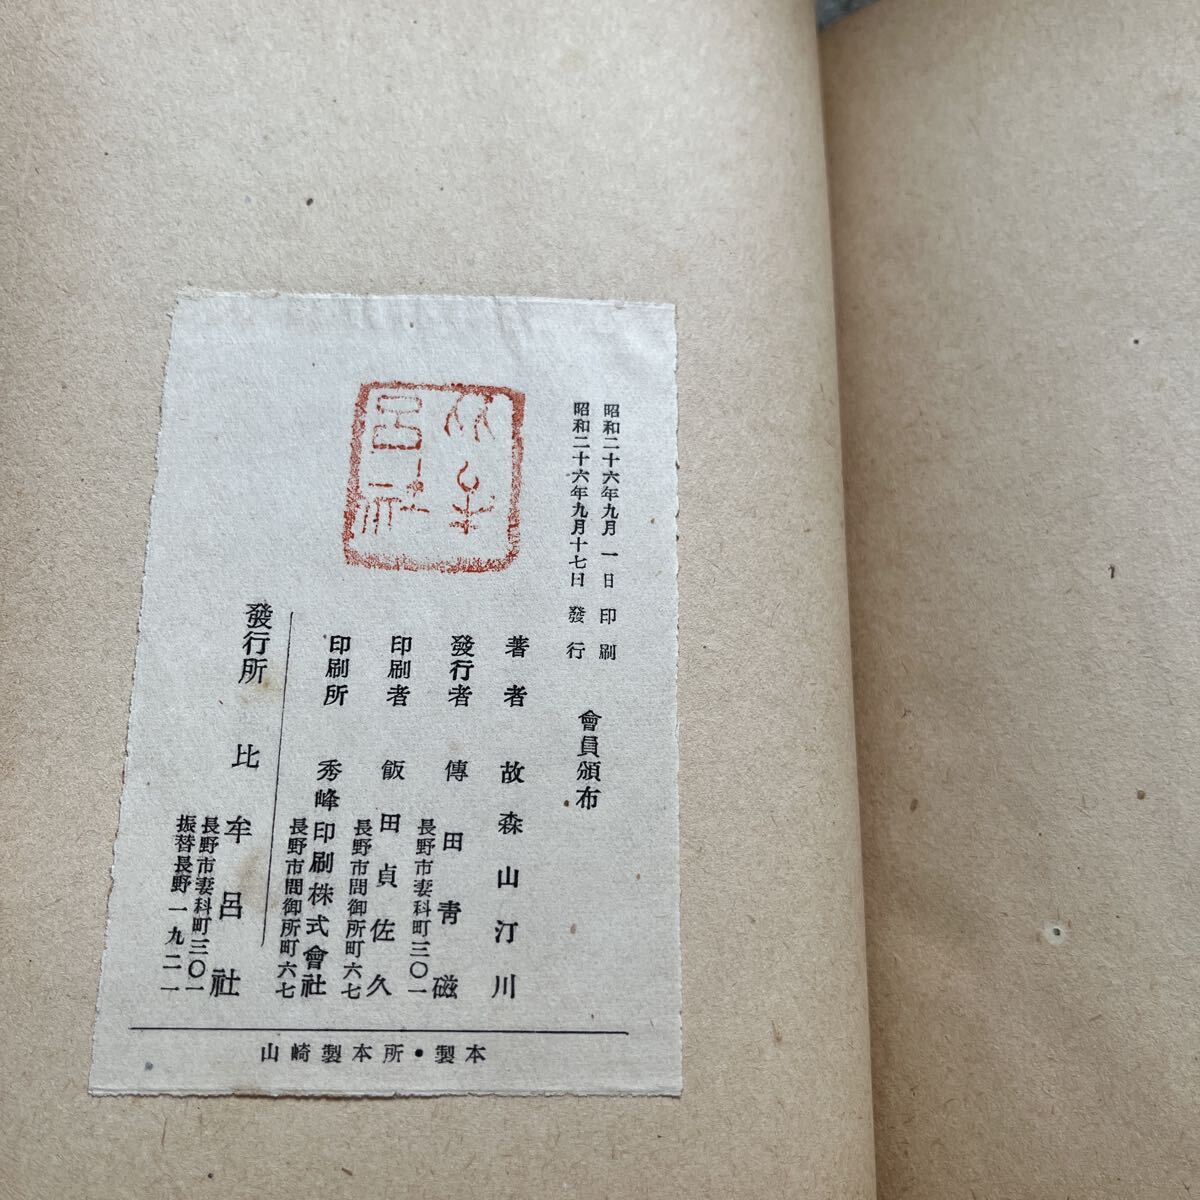 昭和二十六年九月一日 印刷
昭和二十六年九月十七日 發行
會員頒布
著者 故 森山汀川
發行者 傳田靑磁
長野市妻科町三〇一
印刷者 飯田貞佐久
長野市間御所町六七
印刷所 秀峰印刷株式會社
長野市間御所町六七
發行所 比牟呂社
長野市妻科町三〇一
振替長野一九二一
山崎製本所・製本